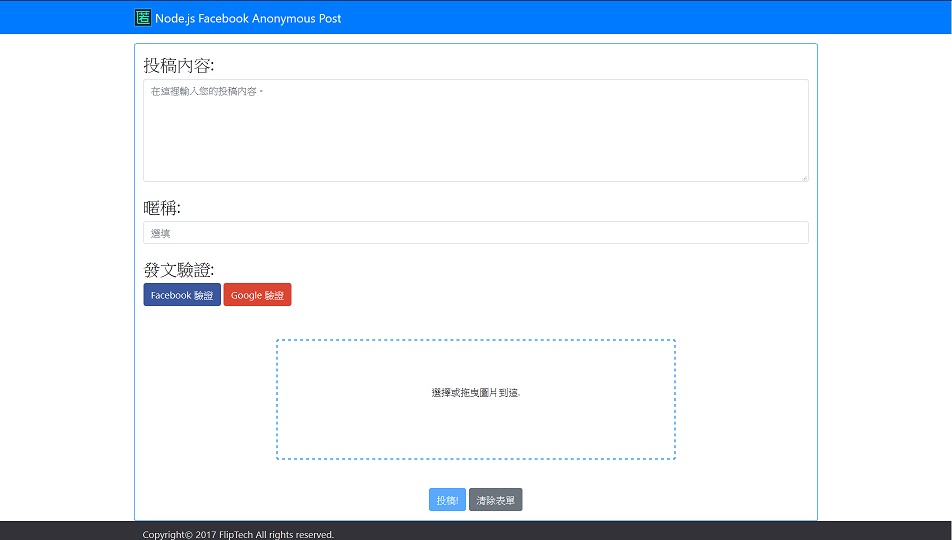 匿 Node.js Facebook Anonymous Post
投稿內容:
在這裡輸入您的投稿內容。
暱稱:
選填
發文驗證:
Facebook 驗證 Google 驗證
選擇或拖曳圖片到這.
投稿! 清除表單
Copyright© 2017 FlipTech All rights reserved.